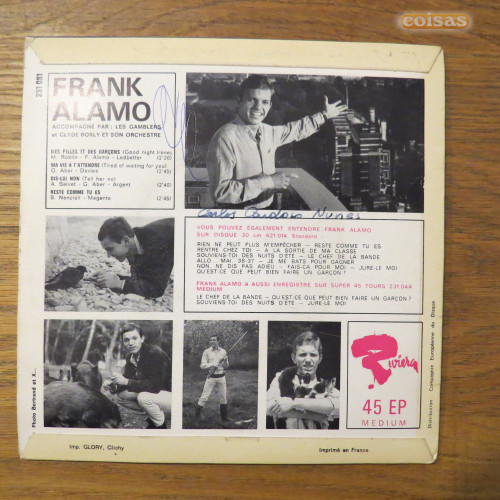 coisas
231 091
FRANK
ALAMO
ACCOMPAGNÉ PAR : LES GAMBLERS
et CLYDE BORLY ET SON ORCHESTRE
DES FILLES ET DES GARÇONS (Good night Irene)
M. Robin - F. Alamo - Ledbetter (2'20)
MA VIE A T'ATTENDRE (Tired of waiting for you)
G. Aber - Davies (2'45)
DIS-LUI NON (Tell her no)
A. Salvet - G. Aber - Argent (2'40)
RESTE COMME TU ES
B. Nencioli - Magenta (2'45)
Carlos Cardoso Nunes
VOUS POUVEZ ÉGALEMENT ENTENDRE FRANK ALAMO
SUR DISQUE 30 cm 421.014 Standard
RIEN NE PEUT PLUS M'EMPÊCHER — RESTE COMME TU ES
RENTRE CHEZ TOI — A LA SORTIE DE MA CLASSE
SOUVIENS-TOI DES NUITS D'ÉTÉ — LE CHEF DE LA BANDE
ALLO... MAI. 38-37 — JE ME BATS POUR GAGNER
NON, NE DIS PAS ADIEU — FAIS-ÇA POUR MOI — JURE-LE MOI
QU'EST-CE QUE PEUT BIEN FAIRE UN GARÇON ?
FRANK ALAMO A AUSSI ENREGISTRÉ SUR SUPER 45 TOURS 231.044
MEDIUM
LE CHEF DE LA BANDE — QU'EST-CE QUE PEUT BIEN FAIRE UN GARÇON ?
SOUVIENS-TOI DES NUITS D'ÉTÉ — JURE-LE MOI
Riviera
45 EP
MEDIUM
Photo Bertrand et X...
Distribution Compagnie Européenne du Disque
Imp. GLORY, Clichy
Imprimé en France